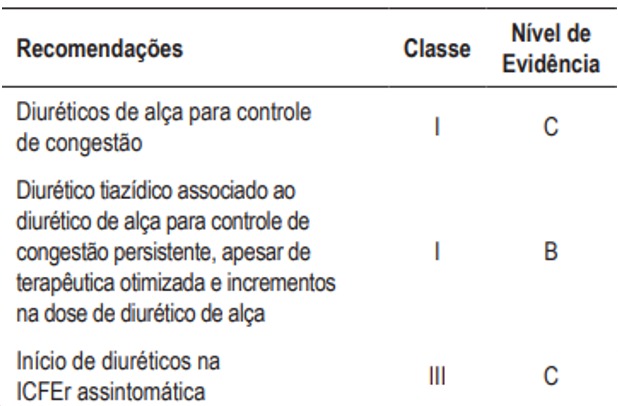 Recomendações Classe Nível de
Evidência
Diuréticos de alça para controle
de congestão I C
Diurético tiazídico associado ao
diurético de alça para controle de
congestão persistente, apesar de I B
terapêutica otimizada e incrementos
na dose de diurético de alça
Início de diuréticos na
ICFEr assintomática III C